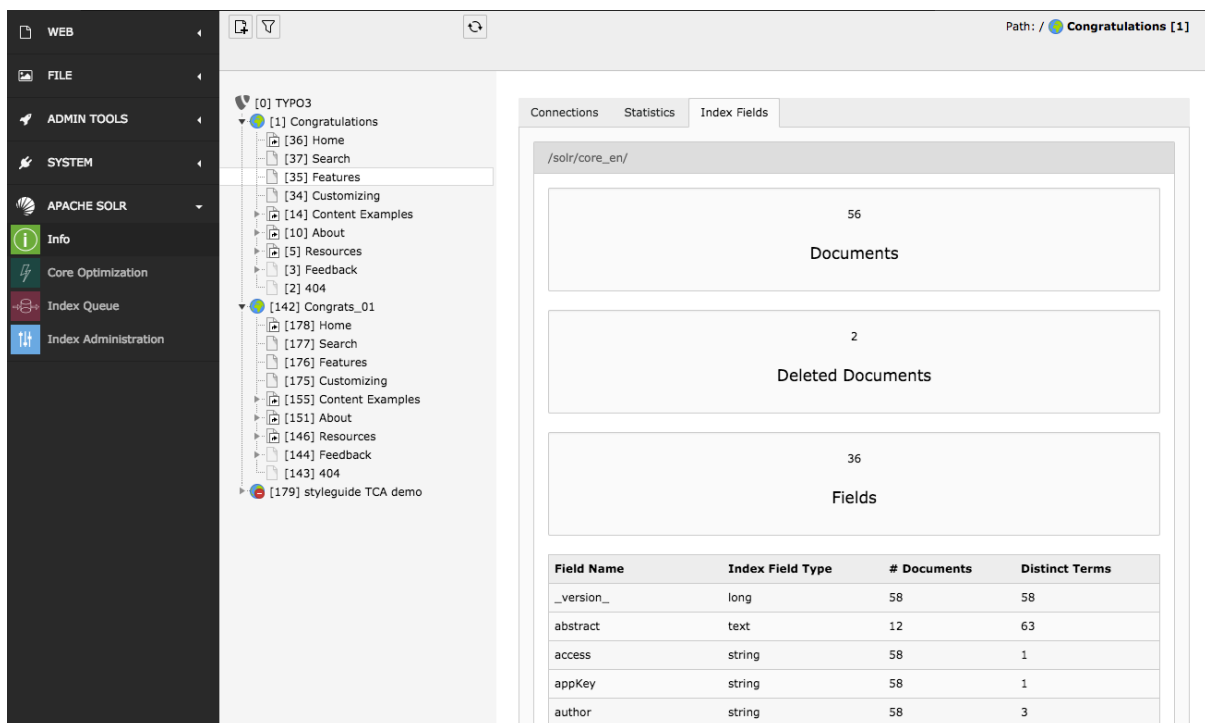 WEB
FILE
ADMIN TOOLS
SYSTEM
APACHE SOLR
Info
Core Optimization
Index Queue
Index Administration
[0] TYPO3
[1] Congratulations
[36] Home
[37] Search
[35] Features
[34] Customizing
[14] Content Examples
[10] About
[5] Resources
[3] Feedback
[2] 404
[142] Congrats_01
[178] Home
[177] Search
[176] Features
[175] Customizing
[155] Content Examples
[151] About
[146] Resources
[144] Feedback
[143] 404
[179] styleguide TCA demo
Path: / Congratulations [1]
Connections Statistics Index Fields
/solr/core_en/
56
Documents
2
Deleted Documents
36
Fields
Field Name Index Field Type # Documents Distinct Terms
_version_ long 58 58
abstract text 12 63
access string 58 1
appKey string 58 1
author string 58 3